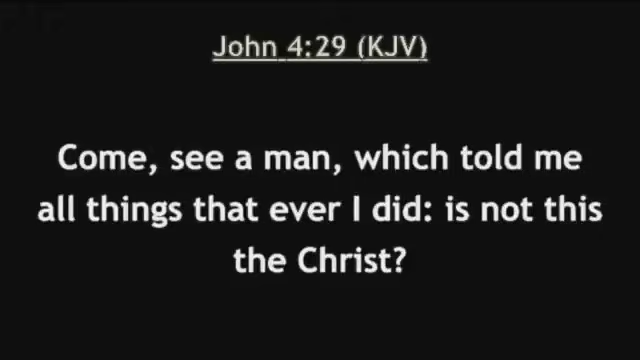 John 4:29 (KJV)
Come, see a man, which told me
all things that ever I did: is not this
the Christ?